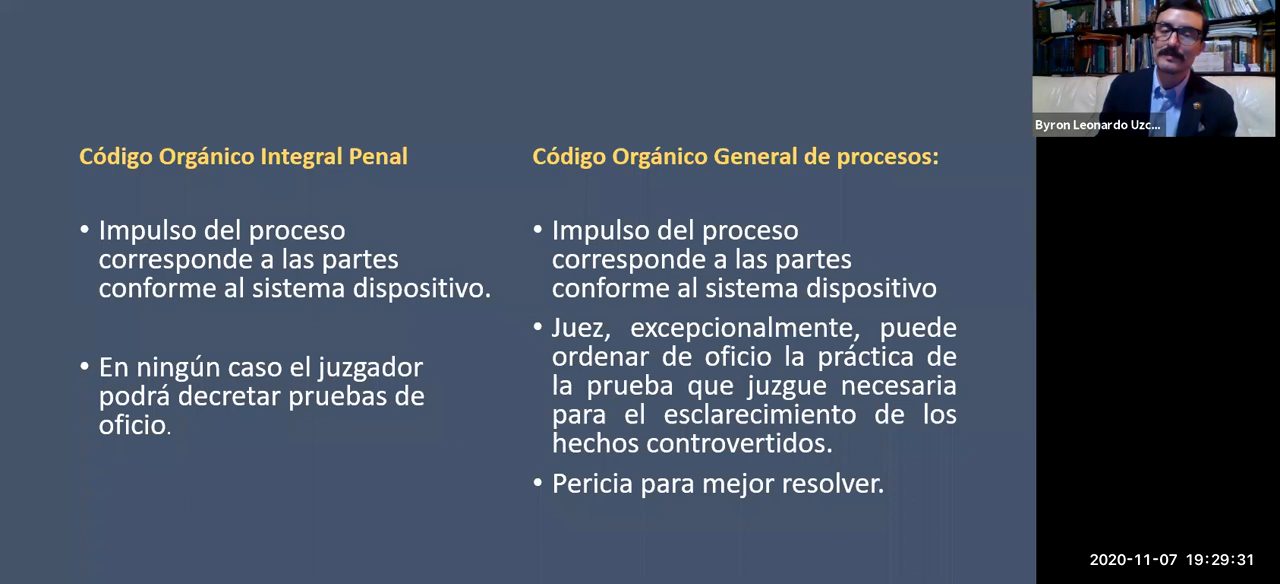 Código Orgánico Integral Penal
• Impulso del proceso
corresponde a las partes
conforme al sistema dispositivo.
• En ningún caso el juzgador
podrá decretar pruebas de
oficio.
Código Orgánico General de procesos:
• Impulso del proceso
corresponde a las partes
conforme al sistema dispositivo
• Juez, excepcionalmente, puede
ordenar de oficio la práctica de
la prueba que juzgue necesaria
para el esclarecimiento de los
hechos controvertidos.
• Pericia para mejor resolver.
Byron Leonardo Uzc...
2020-11-07 19:29:31